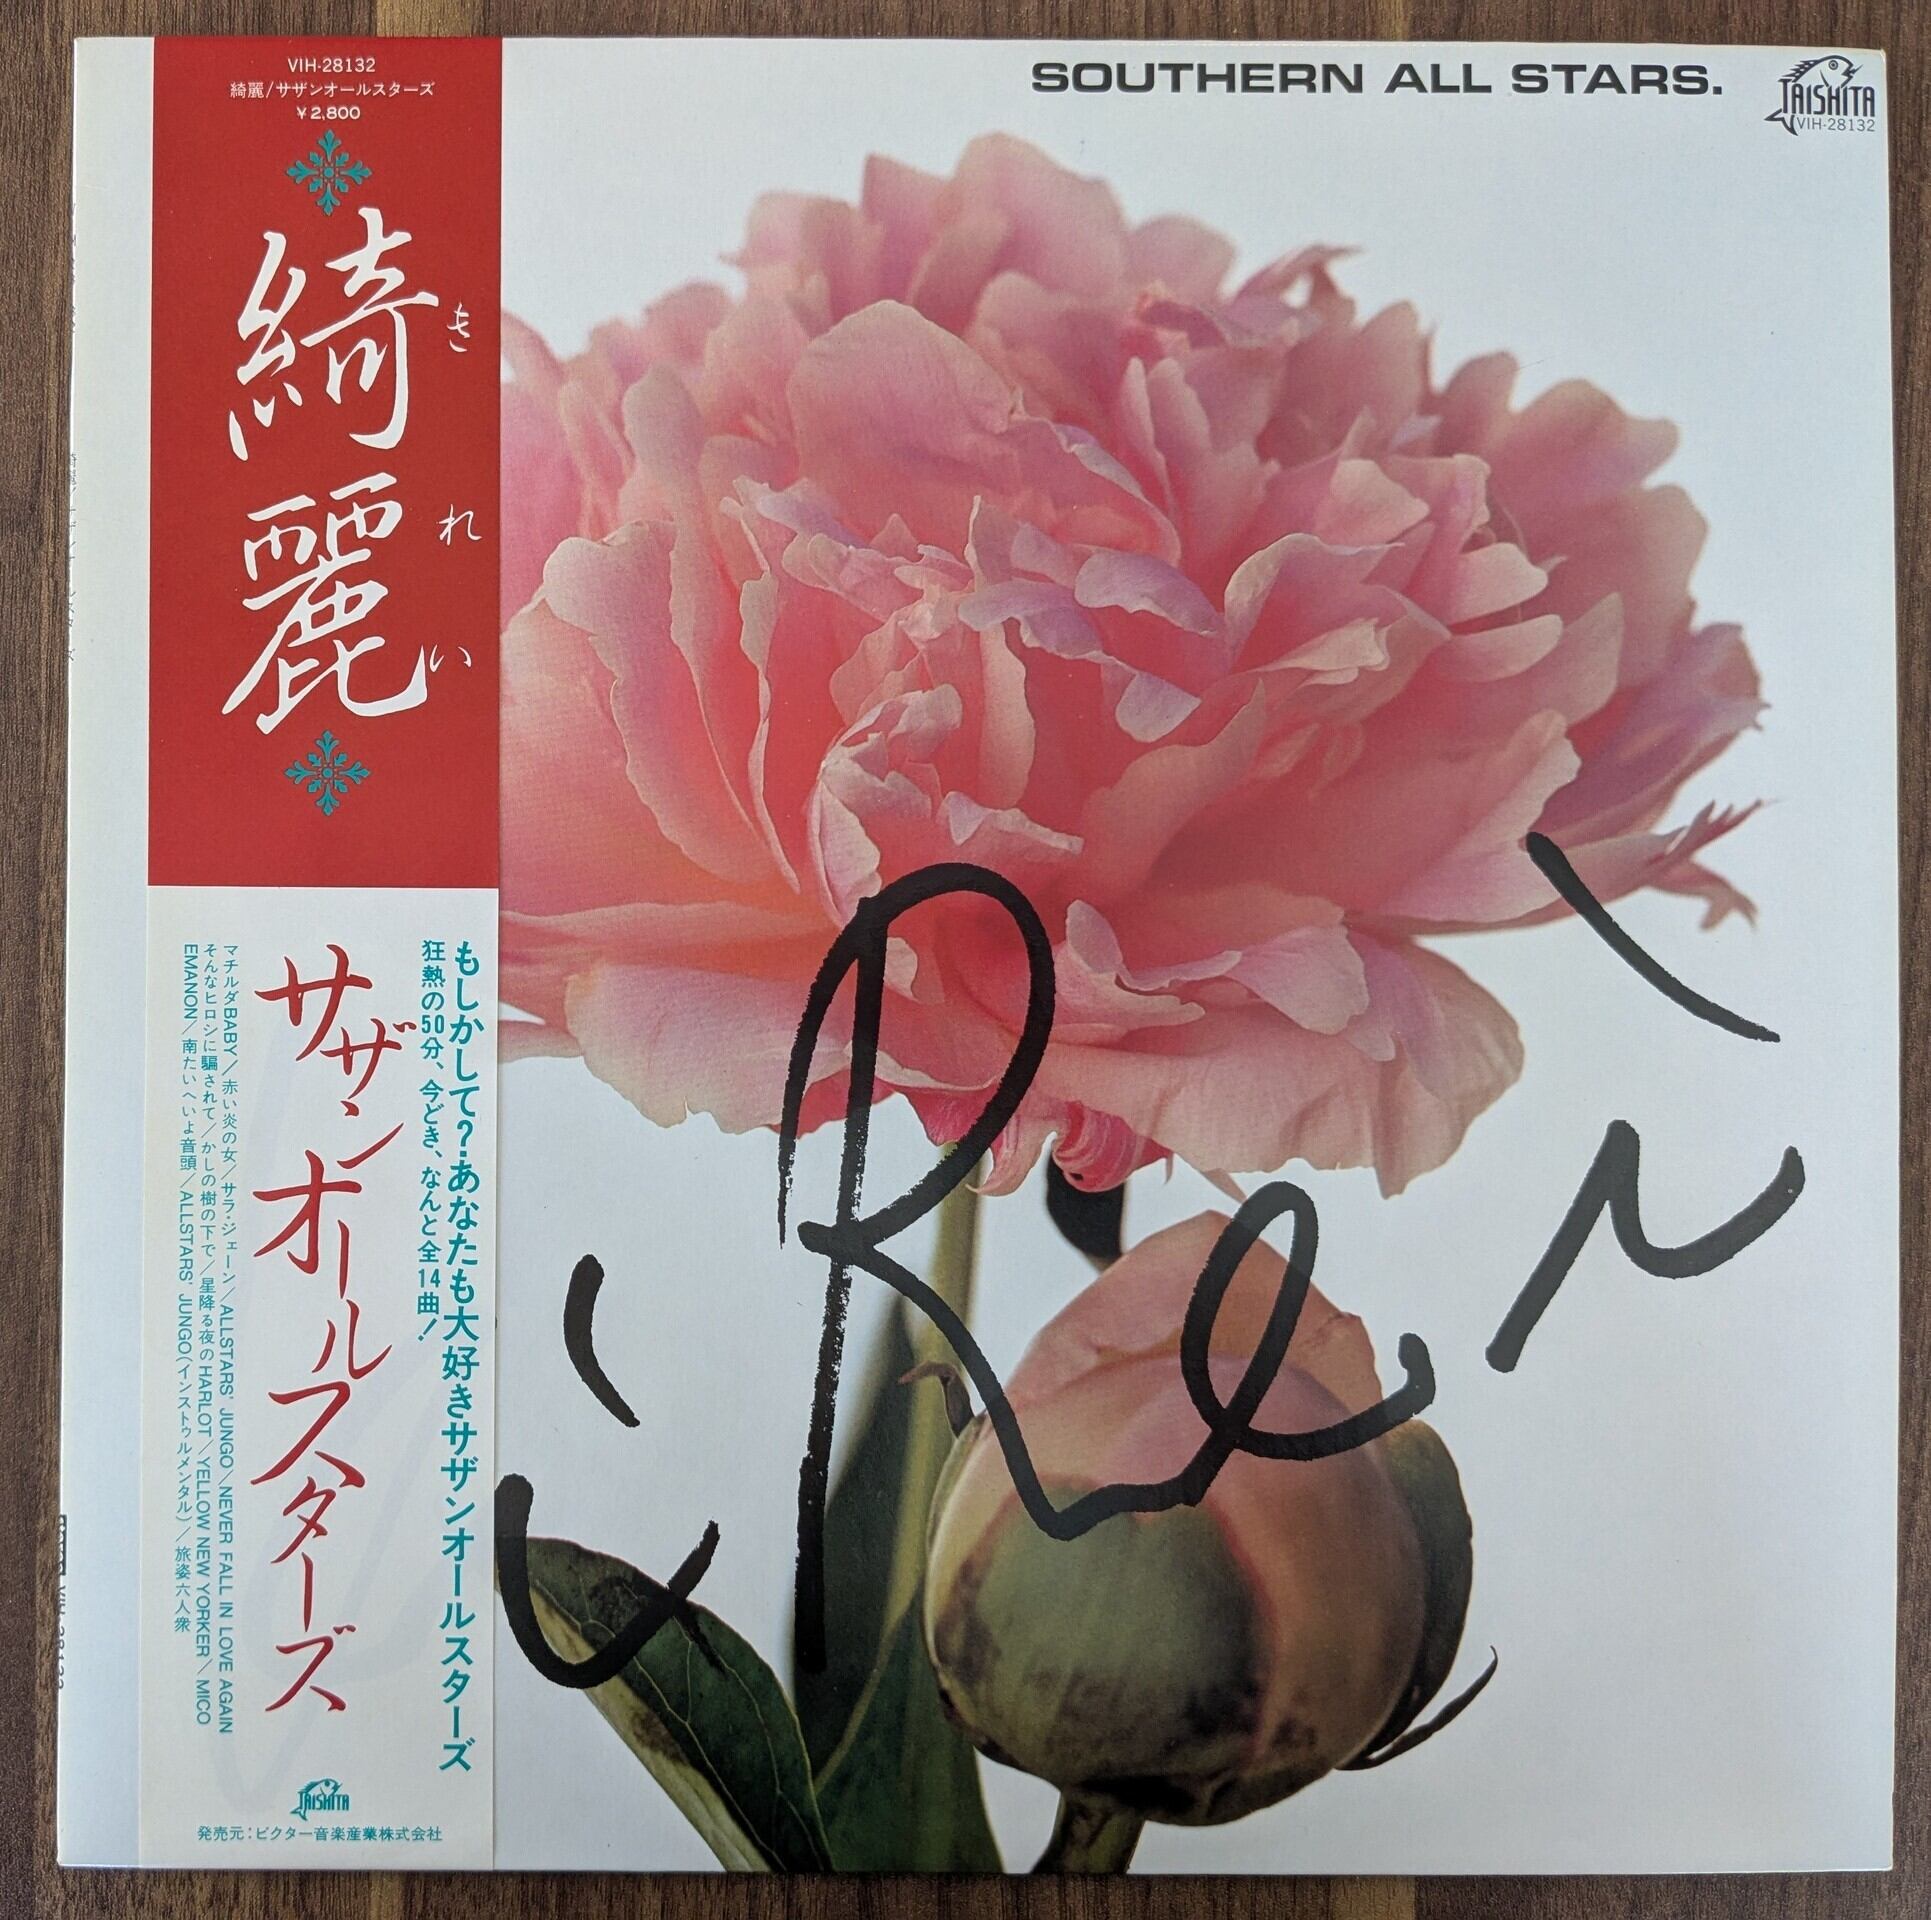 VIH-28132
綺麗/サザンオールスターズ
¥2,800
綺麗
きれい
もしかして?あなたも大好きサザンオールスターズ
狂熱の50分、今どき、なんと全14曲!
サザンオールスターズ
マチルダBABY/赤い炎の女/サラ・ジェーン/ALLSTARS' JUNGO/NEVER FALL IN LOVE AGAIN
そんなヒロシに騙されて/かしの樹の下で/星降る夜のHARLOT/YELLOW NEW YORKER/MICO
EMANON/南たいへいよ音頭/ALLSTARS' JUNGO(インストゥルメンタル)/旅姿六人衆
TAISHITA
発売元:ビクター音楽産業株式会社
SOUTHERN ALL STARS.
TAISHITA
VIH-28132
Rei